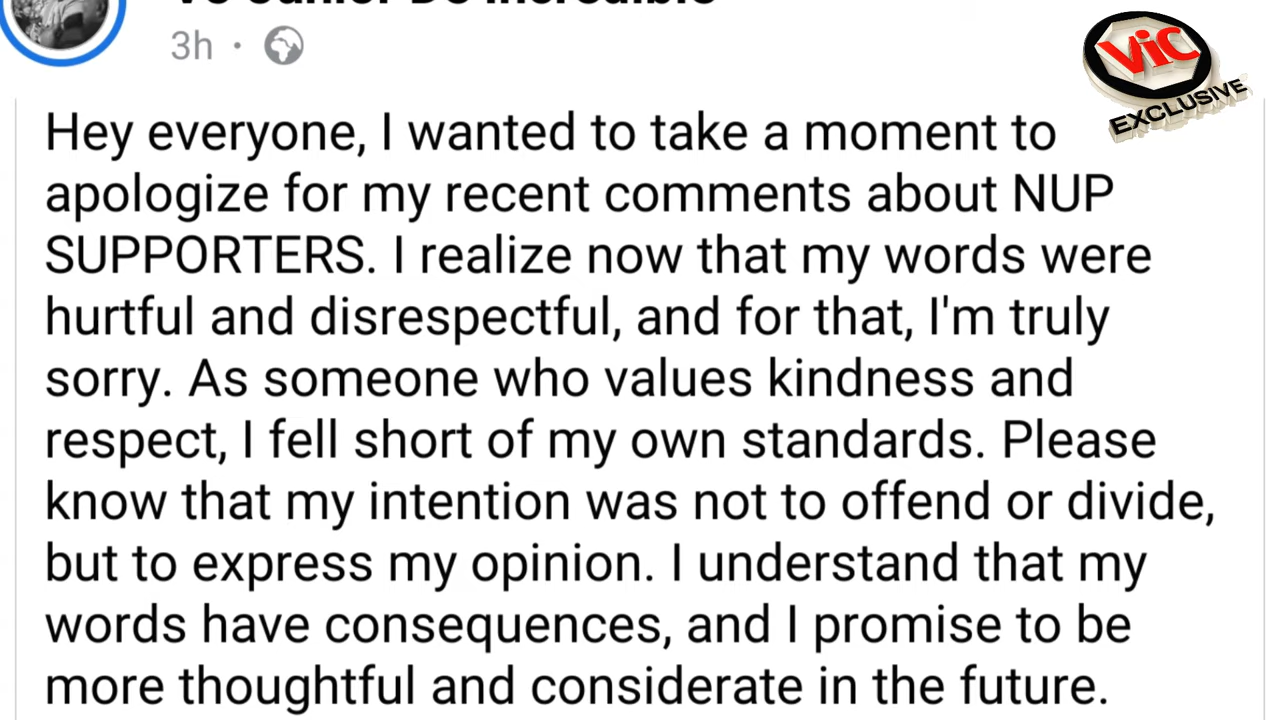 3h ·
ViC
EXCLUSIVE
Hey everyone, I wanted to take a moment to
apologize for my recent comments about NUP
SUPPORTERS. I realize now that my words were
hurtful and disrespectful, and for that, I'm truly
sorry. As someone who values kindness and
respect, I fell short of my own standards. Please
know that my intention was not to offend or divide,
but to express my opinion. I understand that my
words have consequences, and I promise to be
more thoughtful and considerate in the future.